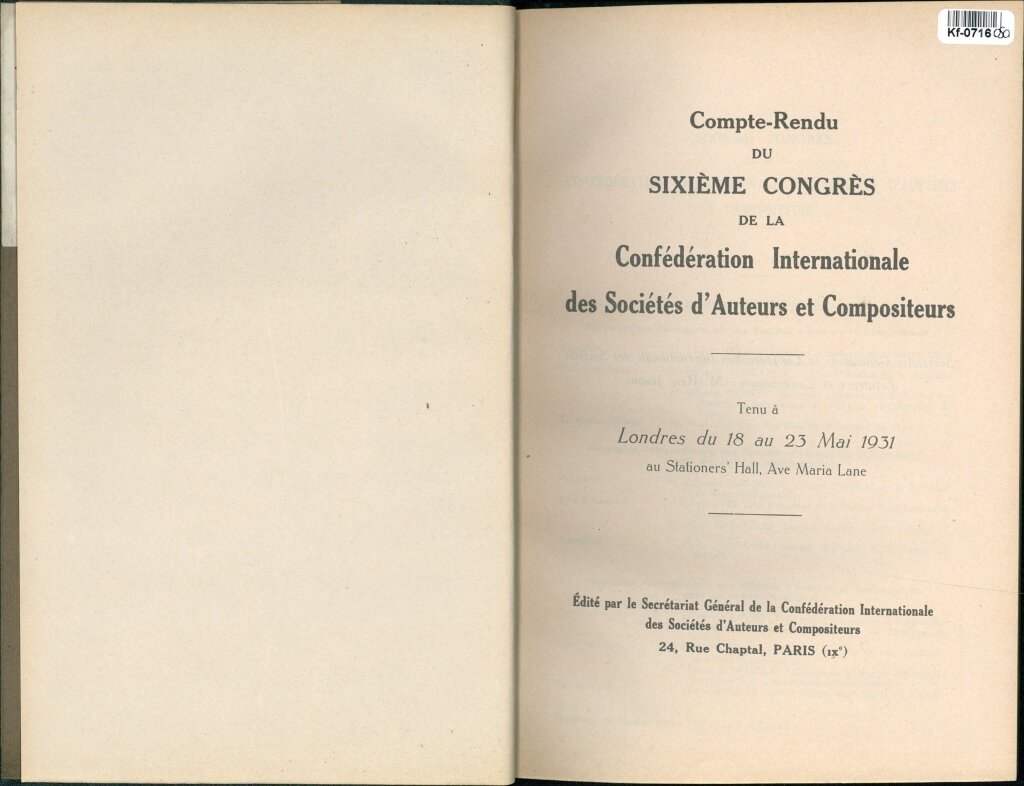 Kf-0716
Compte-Rendu
DU
SIXIÈME CONGRÈS
DE LA
Confédération Internationale
des Sociétés d'Auteurs et Compositeurs
Tenu à
Londres du 18 au 23 Mai 1931
au Stationers' Hall, Ave Maria Lane
Édité par le Secrétariat Général de la Confédération Internationale
des Sociétés d'Auteurs et Compositeurs
24, Rue Chaptal, PARIS (IXᵉ)